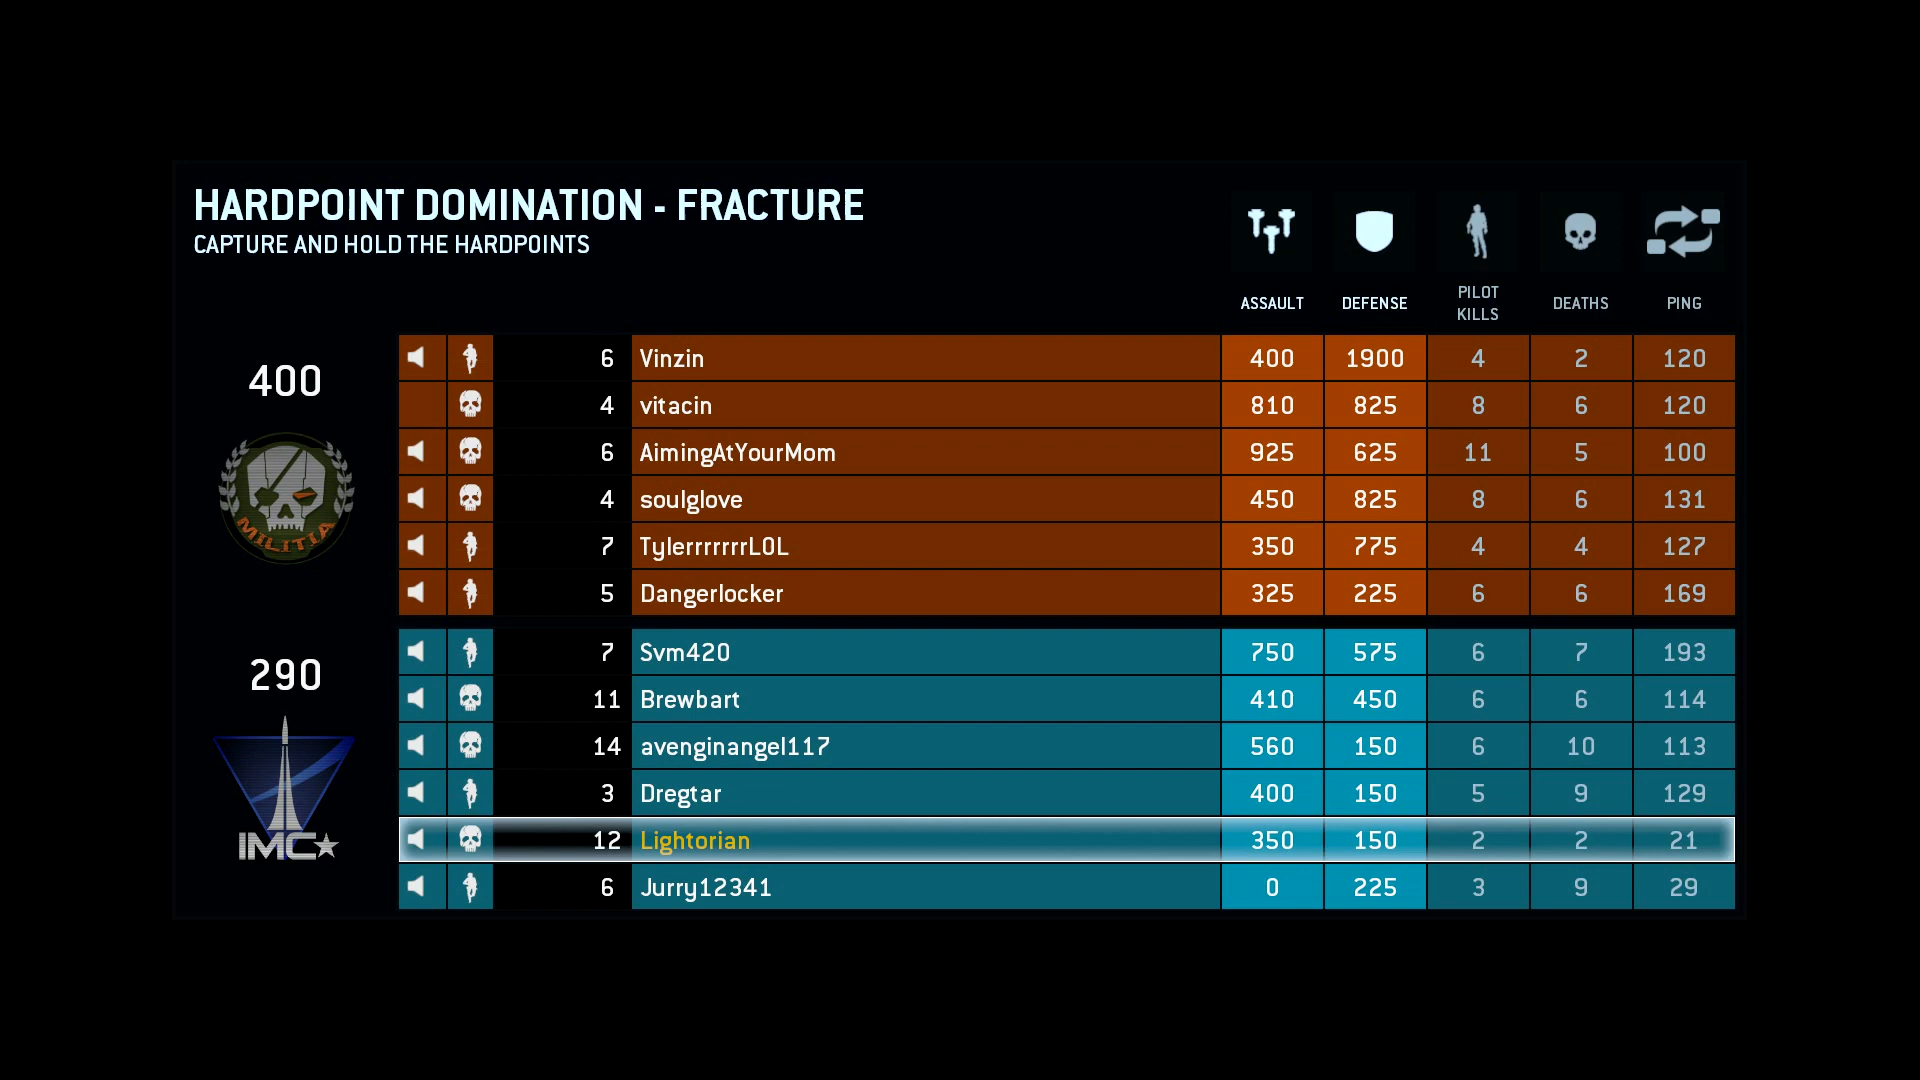 HARDPOINT DOMINATION - FRACTURE
CAPTURE AND HOLD THE HARDPOINTS
ASSAULT DEFENSE PILOT KILLS DEATHS PING
400
MILITIA
6 Vinzin 400 1900 4 2 120
4 vitacin 810 825 8 6 120
6 AimingAtYourMom 925 625 11 5 100
4 soulglove 450 825 8 6 131
7 TylerrrrrrrLOL 350 775 4 4 127
5 Dangerlocker 325 225 6 6 169
290
IMC
7 Svm420 750 575 6 7 193
11 Brewbart 410 450 6 6 114
14 avenginangel117 560 150 6 10 113
3 Dregtar 400 150 5 9 129
12 Lightorian 350 150 2 2 21
6 Jurry12341 0 225 3 9 29